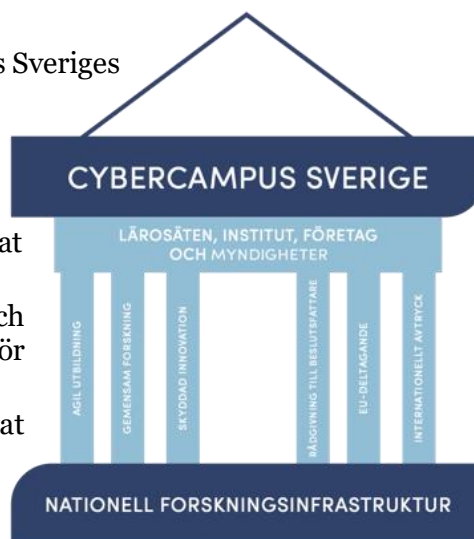 s Sveriges
at
ch
ör
at
CYBERCAMPUS SVERIGE
LÄROSÄTEN, INSTITUT, FÖRETAG
OCH MYNDIGHETER
AGIL UTBILDNING
GEMENSAM FORSKNING
SKYDDAD INNOVATION
RÅDGIVNING TILL BESLUTSFATTARE
EU-DELTAGANDE
INTERNATIONELLT AVTRYCK
NATIONELL FORSKNINGSINFRASTRUKTUR